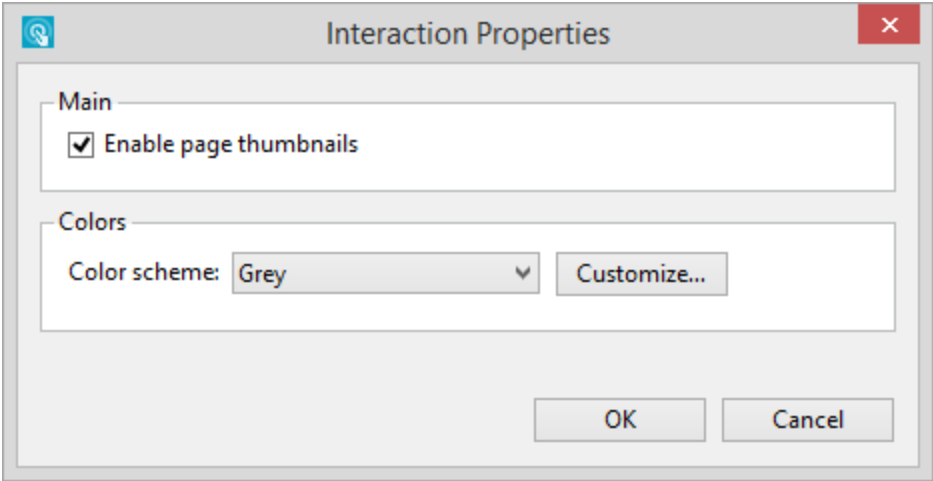 Interaction Properties
Main
Enable page thumbnails
Colors
Color scheme: Grey Customize...
OK Cancel